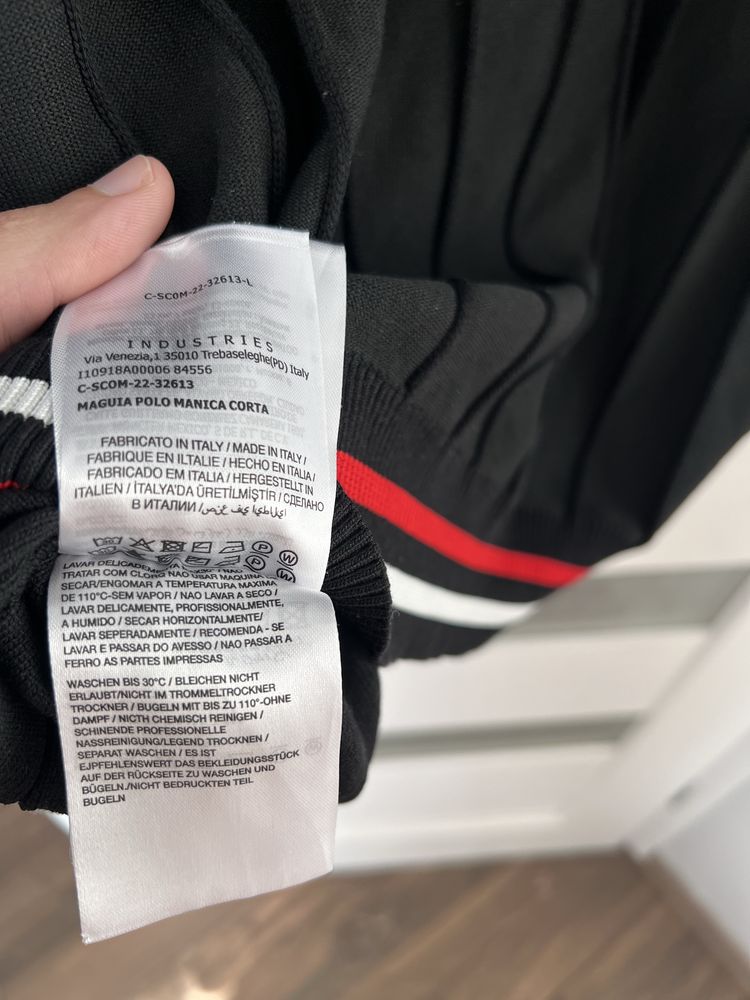 C-SCOM-22-32613-L
INDUSTRIES
Via Venezia,1 35010 Trebaseleghe(PD) Italy
I10918A00006 84556
C-SCOM-22-32613
MAGUIA POLO MANICA CORTA
FABRICATO IN ITALY / MADE IN ITALY /
FABRIQUE EN ILTALIE / HECHO EN ITALIA /
FABRICADO EM ITALIA / HERGESTELLT IN
ITALIEN / İTALYA'DA ÜRETİLMİŞTİR / СДЕЛАНО
В ИТАЛИИ /
LAVAR DELICADEM
TRATAR COM CLORO NAO USAR MAQUINA
SECAR/ENGOMAR A TEMPERATURA MAXIMA
DE 110°C-SEM VAPOR / NAO LAVAR A SECO /
LAVAR DELICAMENTE, PROFISSIONALMENTE,
A HUMIDO / SECAR HORIZONTALMENTE/
LAVAR SEPERADAMENTE / RECOMENDA - SE
LAVAR E PASSAR DO AVESSO / NAO PASSAR A
FERRO AS PARTES IMPRESSAS
WASCHEN BIS 30°C / BLEICHEN NICHT
ERLAUBT/NICHT IM TROMMELTROCKNER
TROCKNER / BUGELN MIT BIS ZU 110°-OHNE
DAMPF / NICTH CHEMISCH REINIGEN /
SCHINENDE PROFESSIONELLE
NASSREINIGUNG/LEGEND TROCKNEN /
SEPARAT WASCHEN / ES IST
EJPFEHLENSWERT DAS BEKLEIDUNGSSTÜCK
AUF DER RÜCKSEITE ZU WASCHEN UND
BÜGELN./NICHT BEDRUCKTEN TEIL
BUGELN